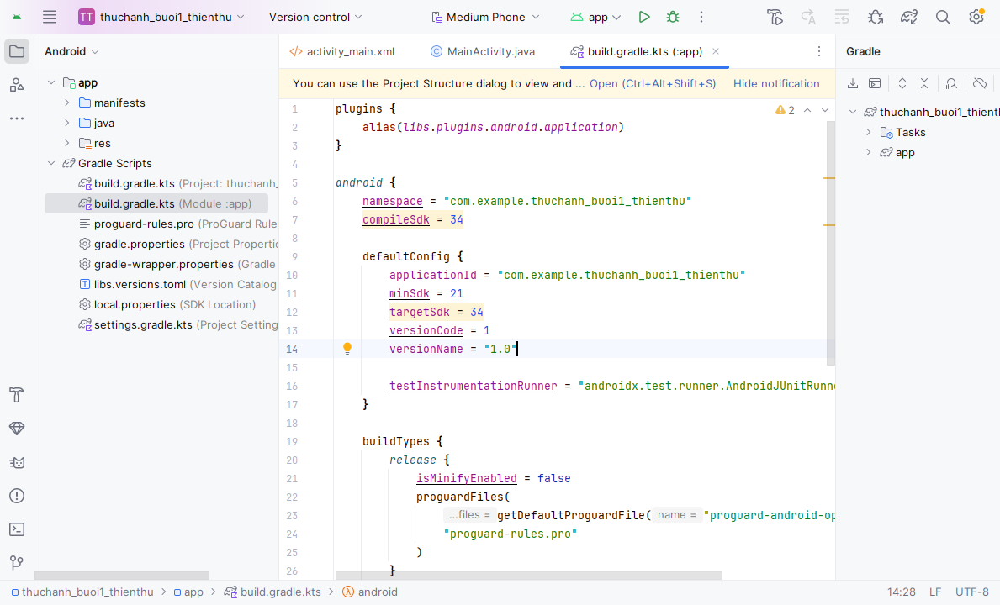 TT thuchanh_buoi1_thienthu Version control Medium Phone app
Android
activity_main.xml MainActivity.java build.gradle.kts (:app)
Gradle
You can use the Project Structure dialog to view and ... Open (Ctrl+Alt+Shift+S) Hide notification
app
manifests
java
res
Gradle Scripts
build.gradle.kts (Project: thuchanh_
build.gradle.kts (Module :app)
proguard-rules.pro (ProGuard Rule
gradle.properties (Project Propertie
gradle-wrapper.properties (Gradle
libs.versions.toml (Version Catalog
local.properties (SDK Location)
settings.gradle.kts (Project Setting
2
1 plugins {
2 alias(libs.plugins.android.application)
3 }
4
5 android {
6 namespace = "com.example.thuchanh_buoi1_thienthu"
7 compileSdk = 34
8
9 defaultConfig {
10 applicationId = "com.example.thuchanh_buoi1_thienthu"
11 minSdk = 21
12 targetSdk = 34
13 versionCode = 1
14 versionName = "1.0"
15
16 testInstrumentationRunner = "androidx.test.runner.AndroidJUnitRunne
17 }
18
19 buildTypes {
20 release {
21 isMinifyEnabled = false
22 proguardFiles(
23 ...files = getDefaultProguardFile( name = "proguard-android-op
24 "proguard-rules.pro"
25 )
26 }
thuchanh_buoi1_thient
Tasks
app
thuchanh_buoi1_thienthu > app > build.gradle.kts > android 14:28 LF UTF-8